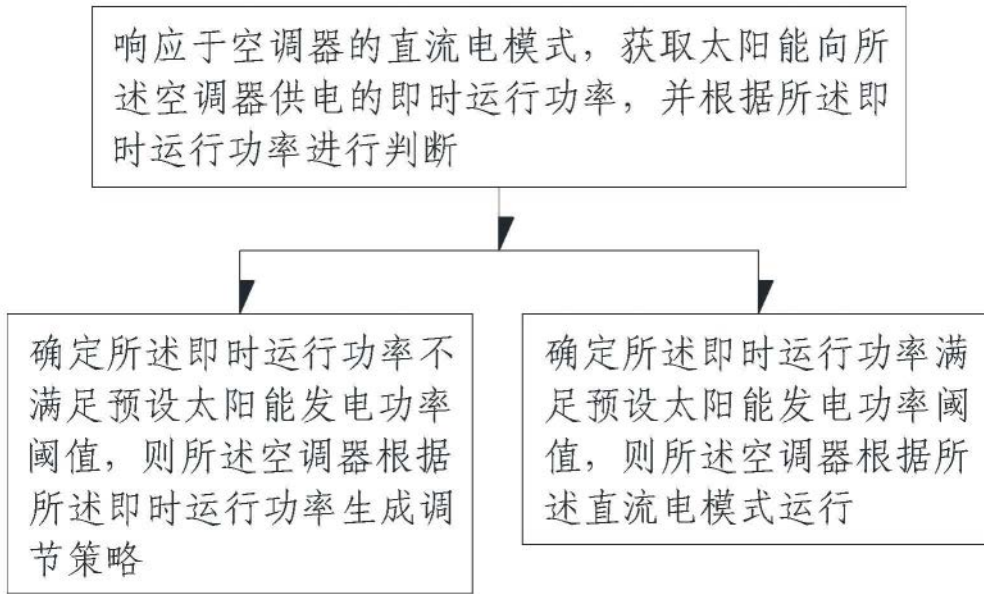 响应于空调器的直流电模式，获取太阳能向所
述空调器供电的即时运行功率，并根据所述即
时运行功率进行判断
确定所述即时运行功率不
满足预设太阳能发电功率
阈值，则所述空调器根据
所述即时运行功率生成调
节策略
确定所述即时运行功率满
足预设太阳能发电功率阈
值，则所述空调器根据所
述直流电模式运行